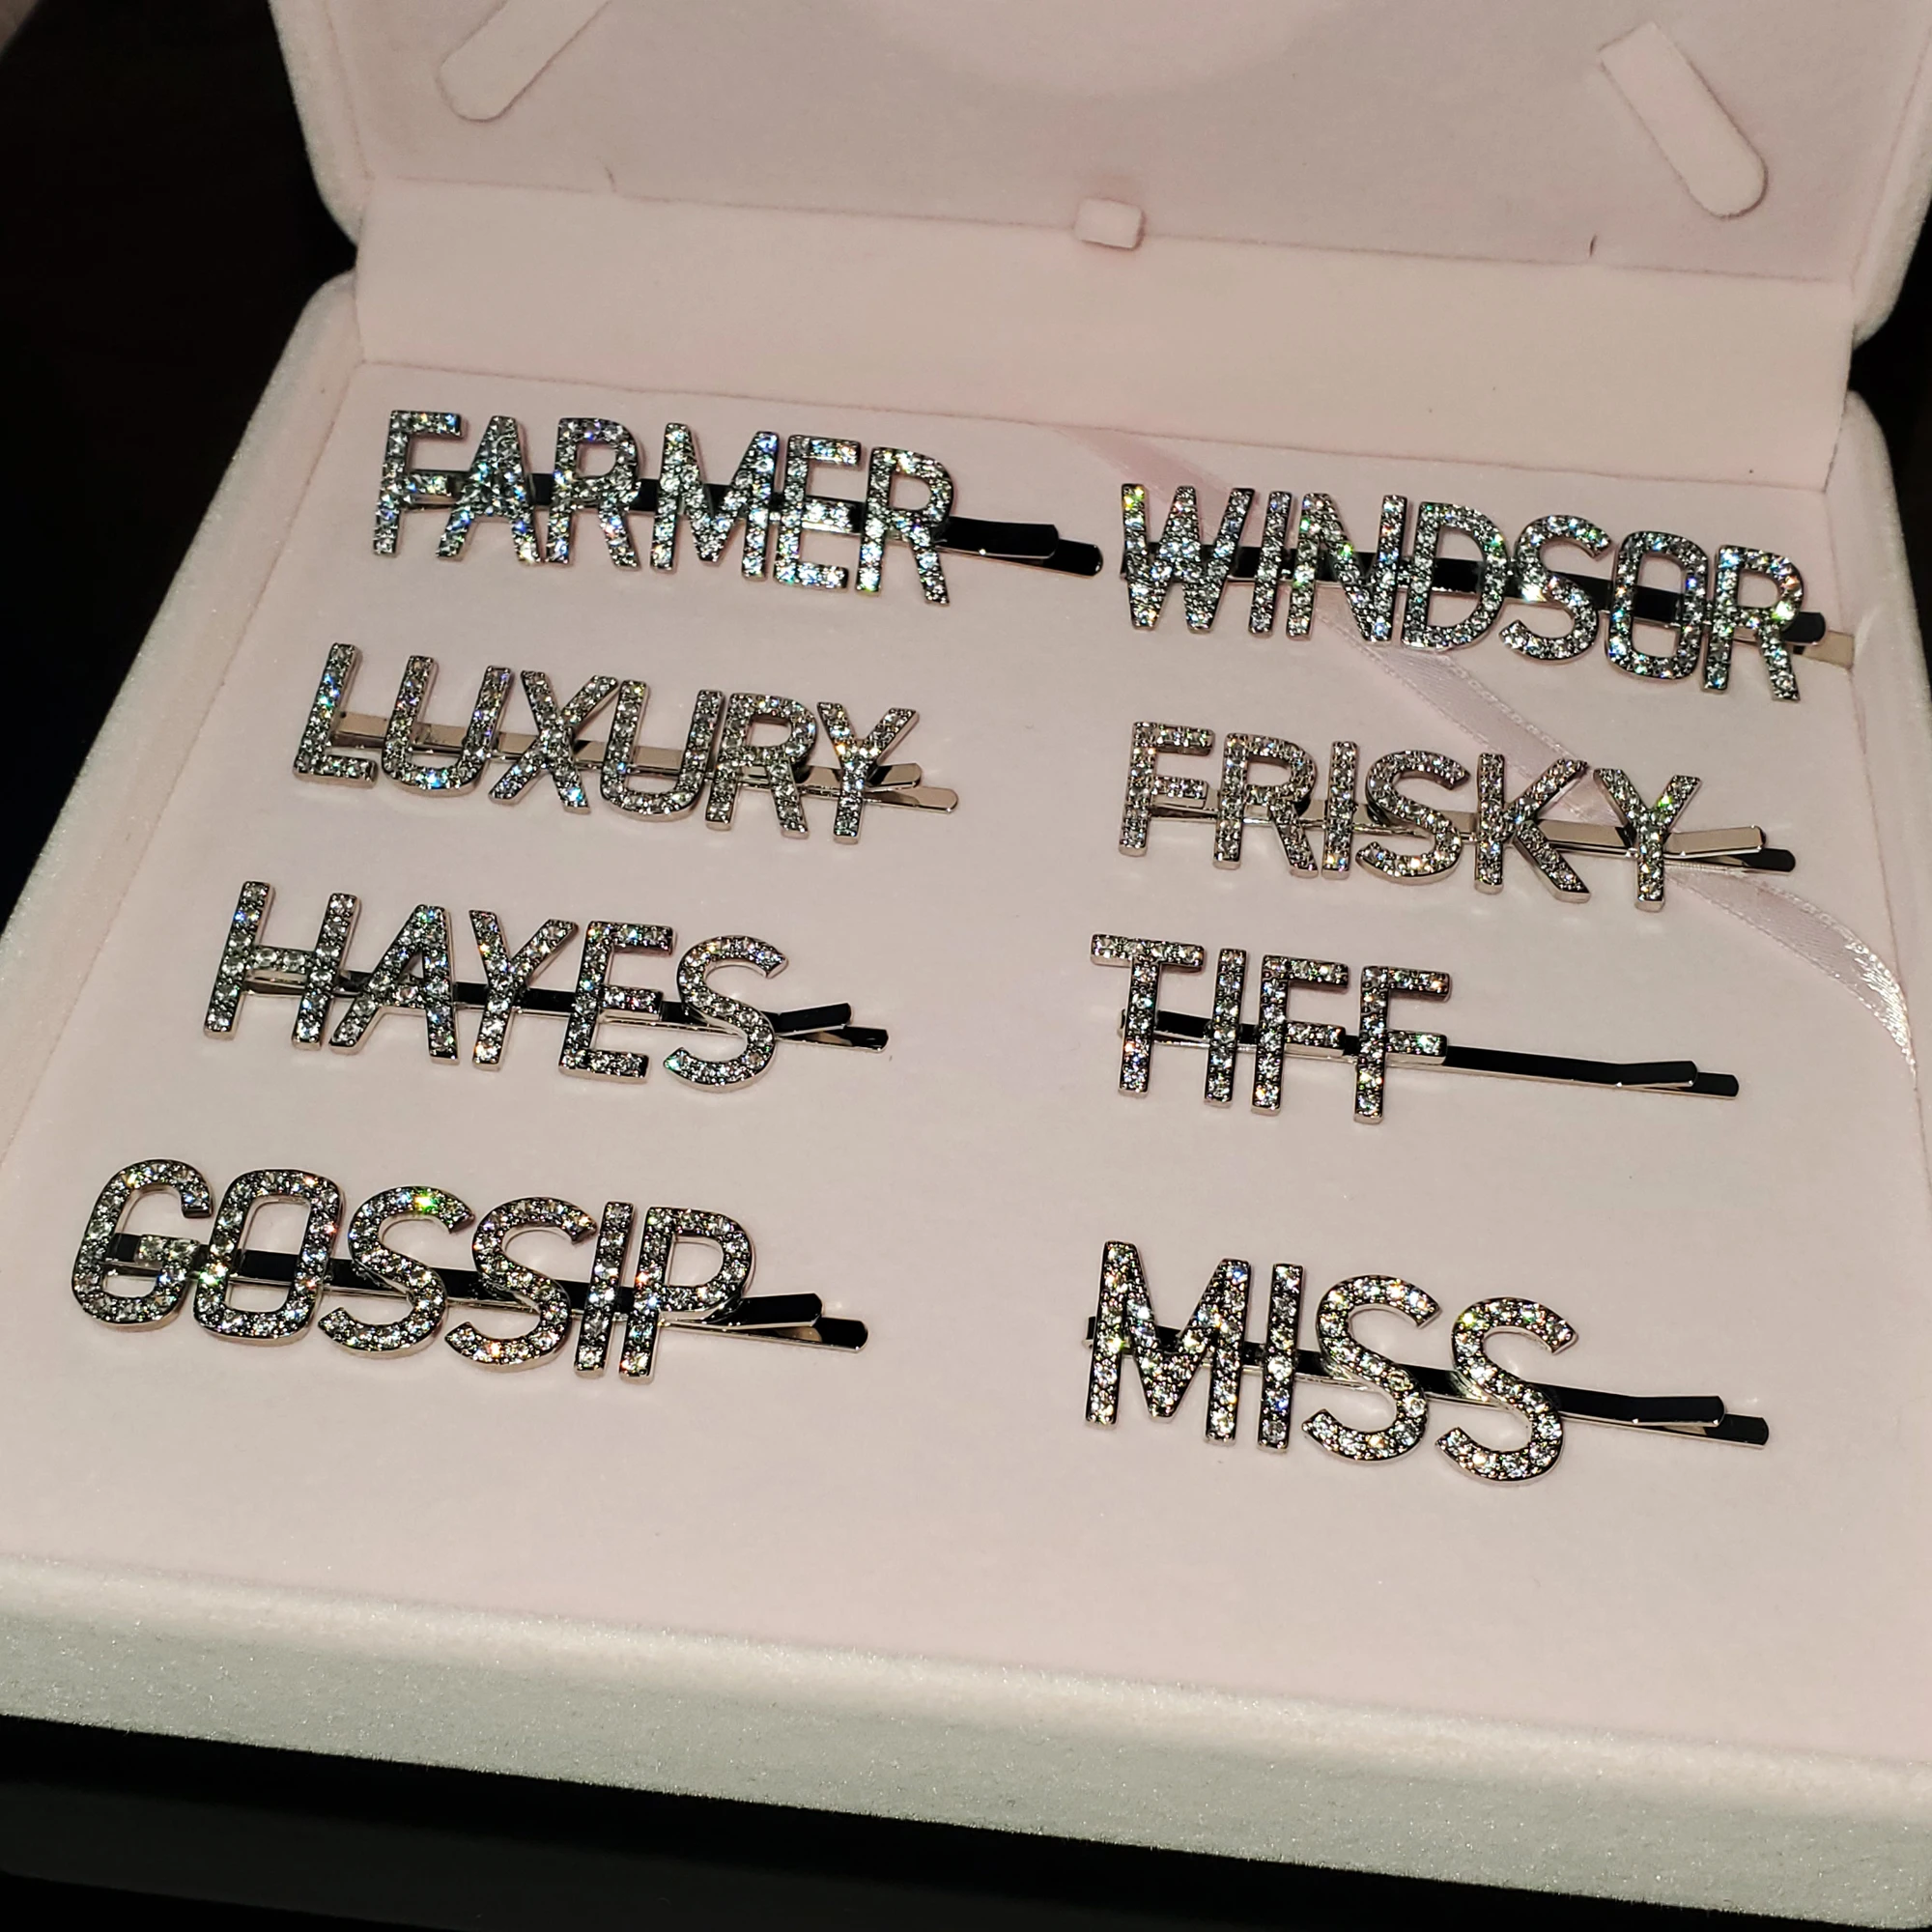 FARMER WINDSOR
LUXURY FRISKY
HAYES TIFF
GOSSIP MISS